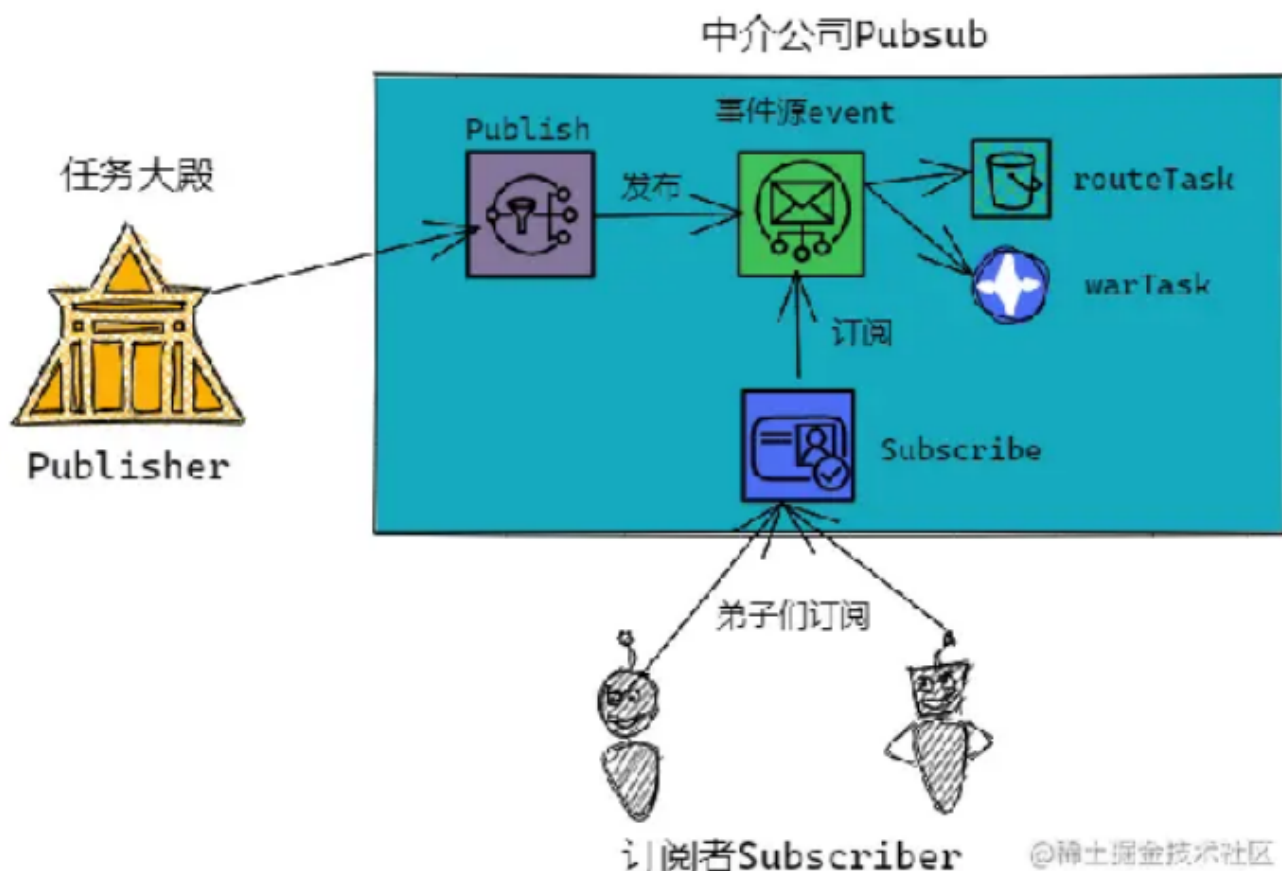 中介公司Pubsub
事件源event
Publish
任务大殿
发布
routeTask
warTask
订阅
Subscribe
Publisher
弟子们订阅
订阅者Subscriber
@稀土掘金技术社区